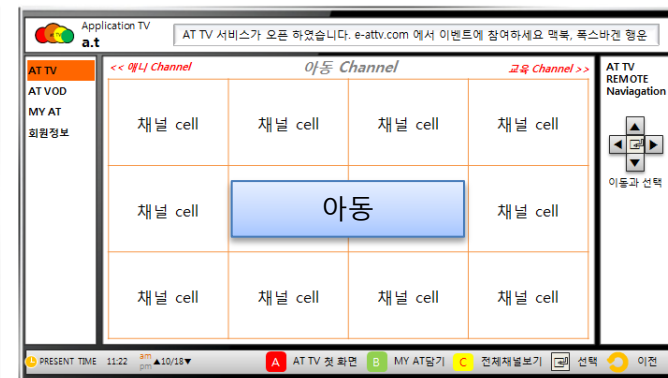 Application TV
a.t
AT TV 서비스가 오픈 하였습니다. e-attv.com 에서 이벤트에 참여하세요 맥북, 폭스바겐 행운
AT TV
AT VOD
MY AT
회원정보
<< 애니 Channel
아동 Channel
교육 Channel >>
채널 cell
채널 cell
채널 cell
채널 cell
채널 cell
아동
채널 cell
채널 cell
채널 cell
채널 cell
채널 cell
AT TV
REMOTE
Naviagation
이동과 선택
PRESENT TIME
11:22
am
pm
▲10/18▼
A AT TV 첫 화면
B MY AT담기
C 전체채널보기
선택
이전